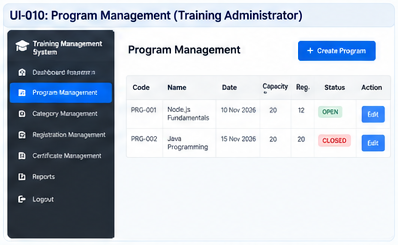 UI-010: Program Management (Training Administrator)
Training Management
System
Dashboard
Program Management
Category Management
Registration Management
Certificate Management
Reports
Logout
Program Management
+ Create Program
Code Name Date Capacity Reg. Status Action
PRG-001 Node.js Fundamentals 10 Nov 2026 20 12 OPEN Edit
PRG-002 Java Programming 15 Nov 2026 20 20 CLOSED Edit